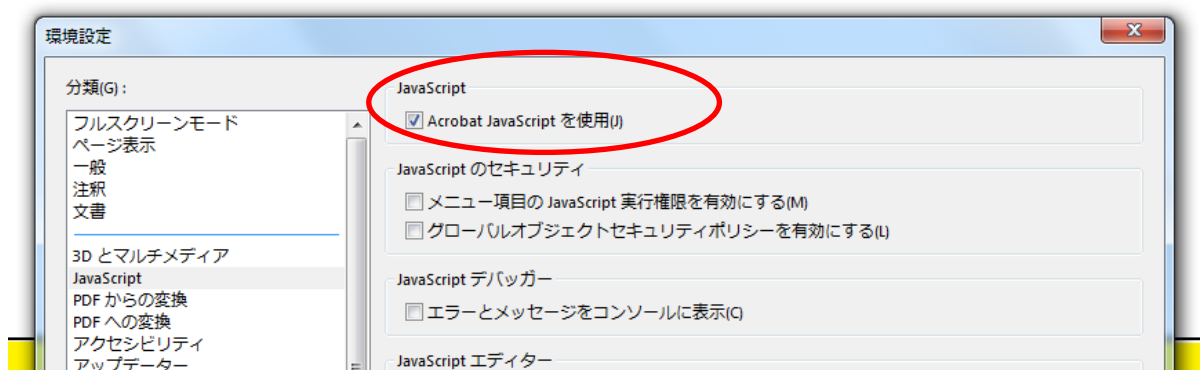 環境設定
分類(G):
フルスクリーンモード
ページ表示
一般
注釈
文書
3D とマルチメディア
JavaScript
PDF からの変換
PDF への変換
アクセシビリティ
アップデーター
JavaScript
Acrobat JavaScript を使用(J)
JavaScript のセキュリティ
メニュー項目の JavaScript 実行権限を有効にする(M)
グローバルオブジェクトセキュリティポリシーを有効にする(L)
JavaScript デバッガー
エラーとメッセージをコンソールに表示(C)
JavaScript エディター